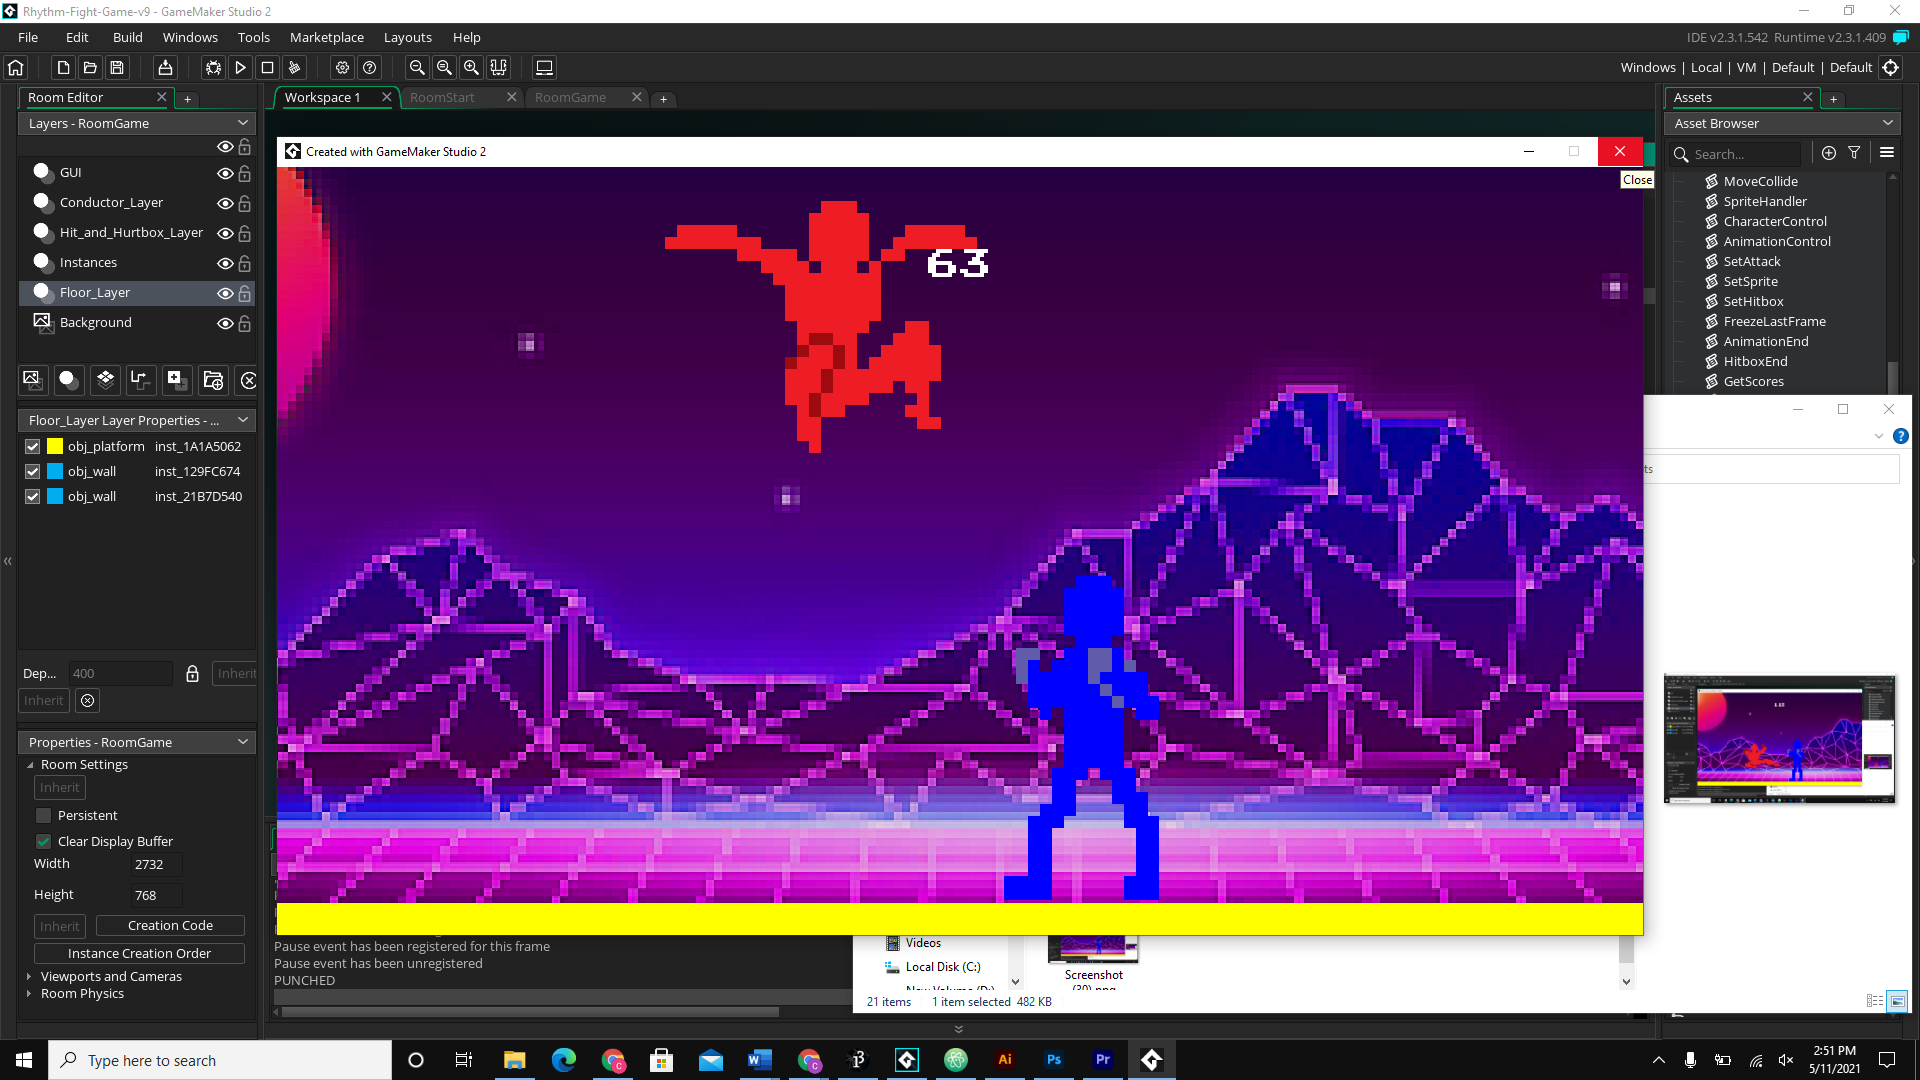 Rhythm-Fight-Game-v9 - GameMaker Studio 2
File Edit Build Windows Tools Marketplace Layouts Help
IDE v2.3.1.542 Runtime v2.3.1.409
Windows | Local | VM | Default | Default
Room Editor
Workspace 1 RoomStart RoomGame
Assets
Layers - RoomGame
Asset Browser
Created with GameMaker Studio 2
Search...
Close
GUI
Conductor_Layer
Hit_and_Hurtbox_Layer
Instances
Floor_Layer
Background
63
MoveCollide
SpriteHandler
CharacterControl
AnimationControl
SetAttack
SetSprite
SetHitbox
FreezeLastFrame
AnimationEnd
HitboxEnd
GetScores
Floor_Layer Layer Properties - ...
obj_platform inst_1A1A5062
obj_wall inst_129FC674
obj_wall inst_21B7D540
ts
Dep... 400 Inherit
Inherit
Properties - RoomGame
Room Settings
Inherit
Persistent
Clear Display Buffer
Width 2732
Height 768
Inherit Creation Code
Instance Creation Order
Viewports and Cameras
Room Physics
Pause event has been registered for this frame
Pause event has been unregistered
PUNCHED
Videos
Local Disk (C:)
Screenshot
21 items 1 item selected 482 KB
Type here to search
W Ai Ps Pr
2:51 PM
5/11/2021